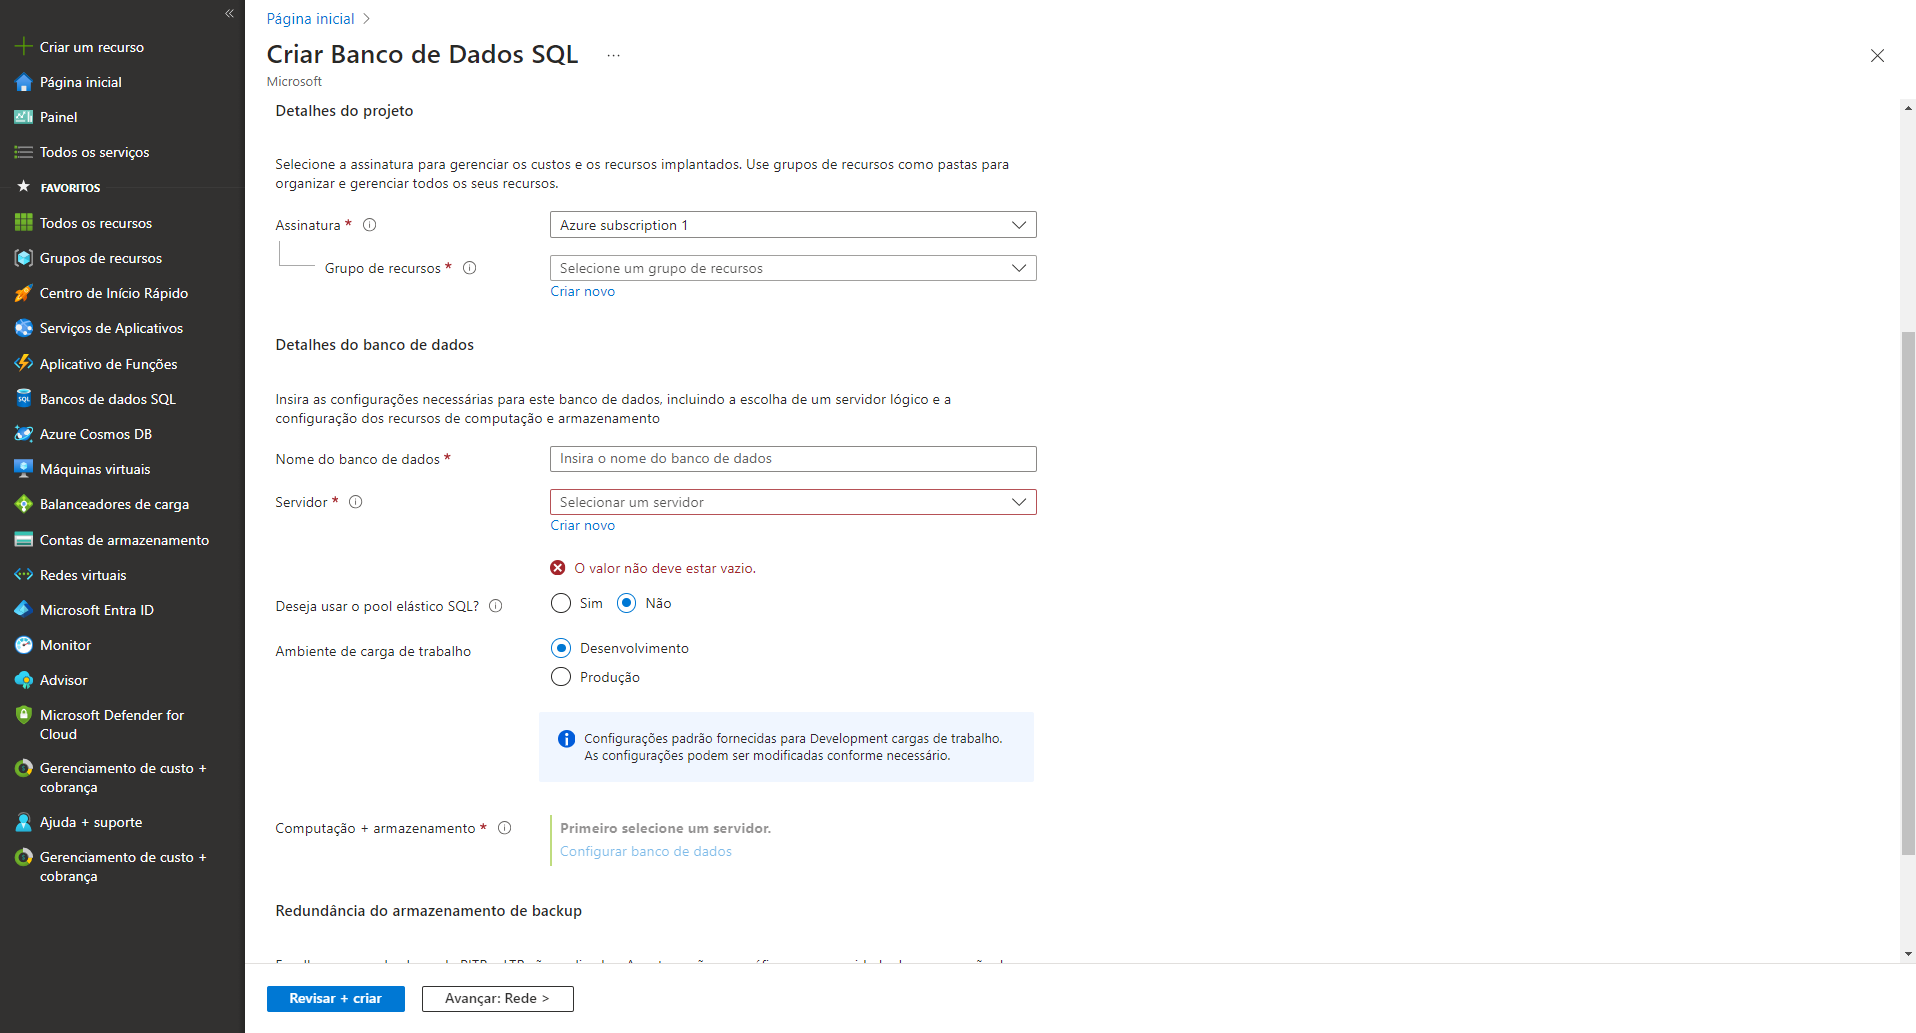 «
Criar um recurso
Página inicial
Painel
Todos os serviços
FAVORITOS
Todos os recursos
Grupos de recursos
Centro de Início Rápido
Serviços de Aplicativos
Aplicativo de Funções
Bancos de dados SQL
Azure Cosmos DB
Máquinas virtuais
Balanceadores de carga
Contas de armazenamento
Redes virtuais
Microsoft Entra ID
Monitor
Advisor
Microsoft Defender for
Cloud
Gerenciamento de custo +
cobrança
Ajuda + suporte
Gerenciamento de custo +
cobrança
Página inicial >
Criar Banco de Dados SQL ...
Microsoft
Detalhes do projeto
Selecione a assinatura para gerenciar os custos e os recursos implantados. Use grupos de recursos como pastas para
organizar e gerenciar todos os seus recursos.
Assinatura * Azure subscription 1
Grupo de recursos * Selecione um grupo de recursos
Criar novo
Detalhes do banco de dados
Insira as configurações necessárias para este banco de dados, incluindo a escolha de um servidor lógico e a
configuração dos recursos de computação e armazenamento
Nome do banco de dados * Insira o nome do banco de dados
Servidor * Selecionar um servidor
Criar novo
O valor não deve estar vazio.
Deseja usar o pool elástico SQL? Sim Não
Ambiente de carga de trabalho Desenvolvimento
Produção
Configurações padrão fornecidas para Development cargas de trabalho.
As configurações podem ser modificadas conforme necessário.
Computação + armazenamento * Primeiro selecione um servidor.
Configurar banco de dados
Redundância do armazenamento de backup
Revisar + criar
Avançar: Rede >